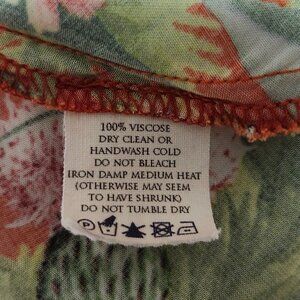 100% VISCOSE
DRY CLEAN OR
HANDWASH COLD
DO NOT BLEACH
IRON DAMP MEDIUM HEAT
(OTHERWISE MAY SEEM
TO HAVE SHRUNK)
DO NOT TUMBLE DRY
P